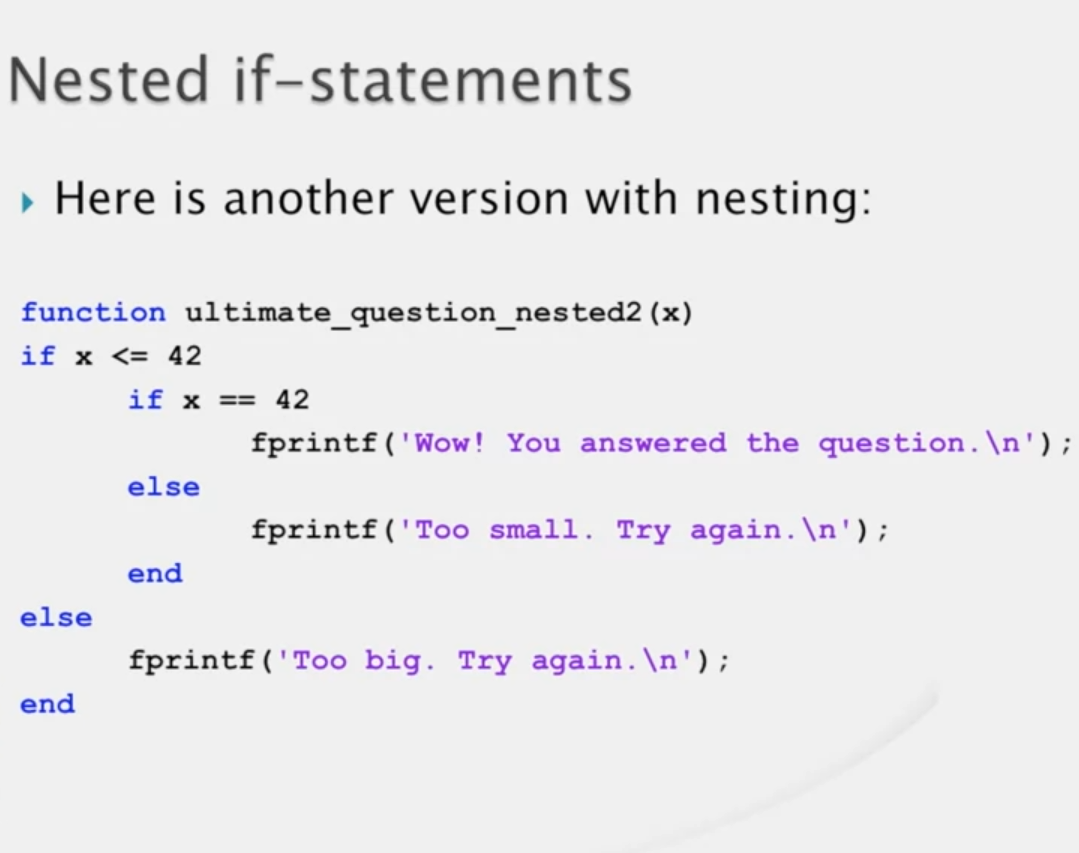 Nested if-statements
Here is another version with nesting:
function ultimate_question_nested2(x)
if x <= 42
if x == 42
fprintf('Wow! You answered the question.\n');
else
fprintf('Too small. Try again.\n');
end
else
fprintf('Too big. Try again.\n');
end